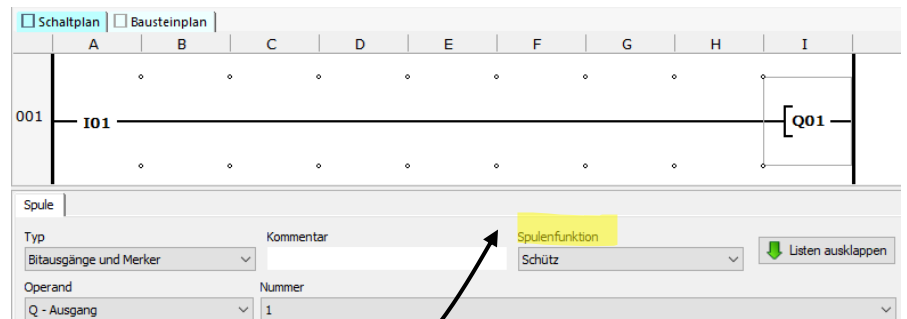 Schaltplan Bausteinplan
A B C D E F G H I
001 I01 Q01
Spule
Typ Kommentar Spulenfunktion
Bitausgänge und Merker Schütz Listen ausklappen
Operand Nummer
Q - Ausgang 1